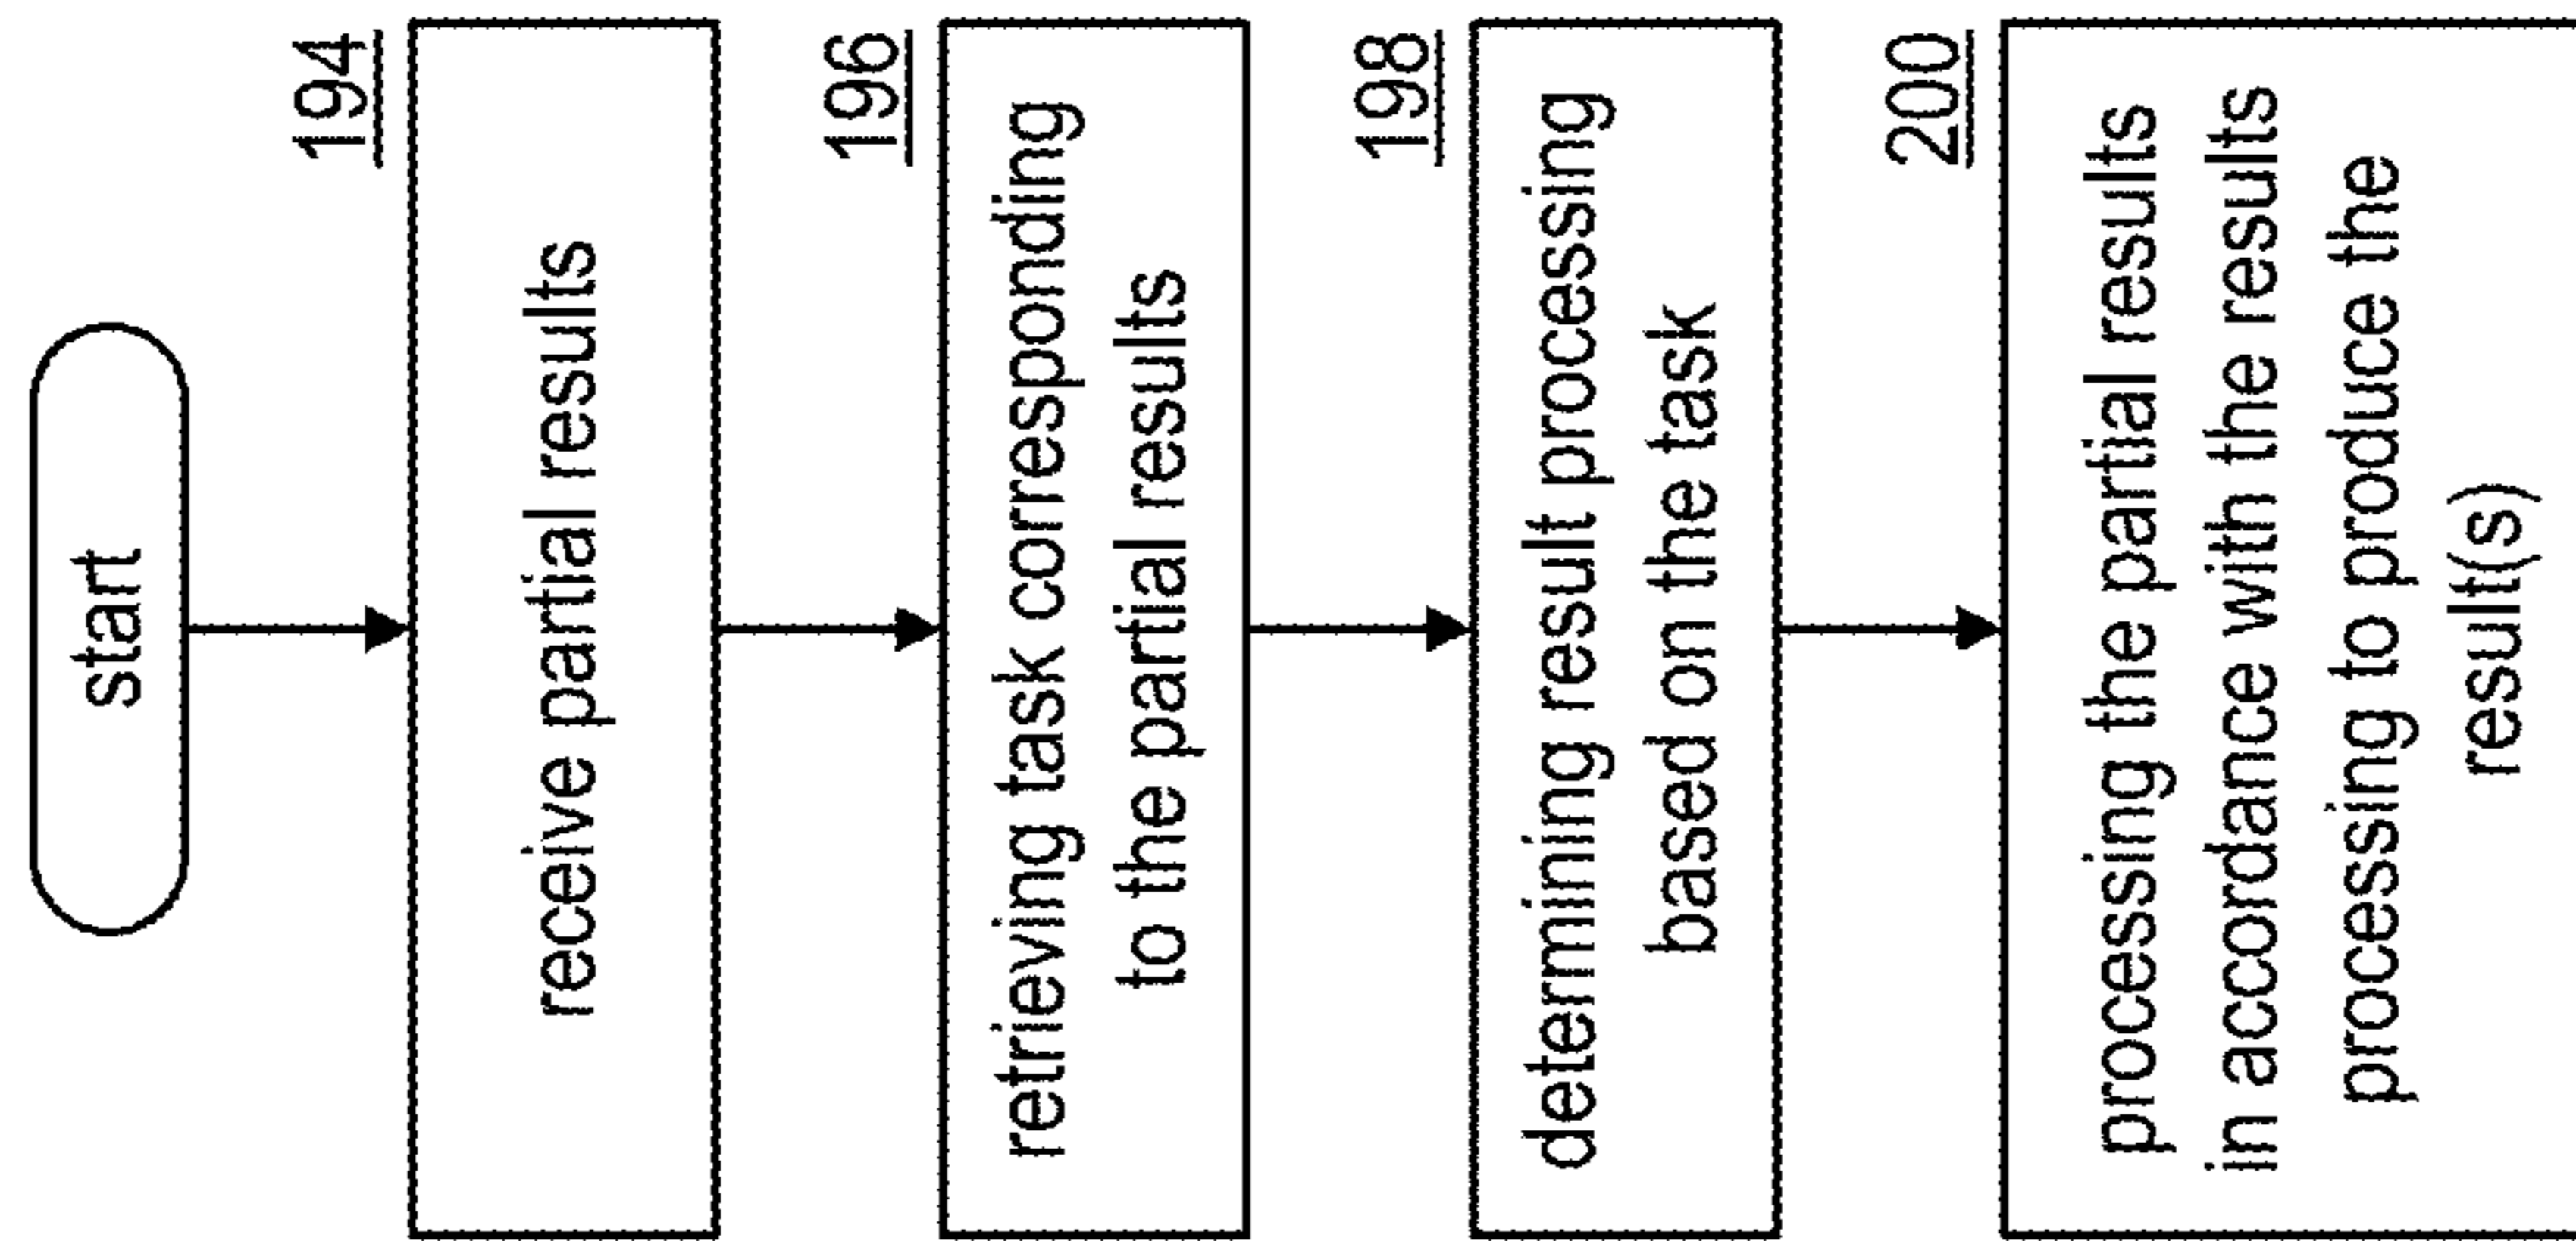 start
194
receive partial results
196
retrieving task corresponding
to the partial results
198
determining result processing
based on the task
200
processing the partial results
in accordance with the results
processing to produce the
result(s)